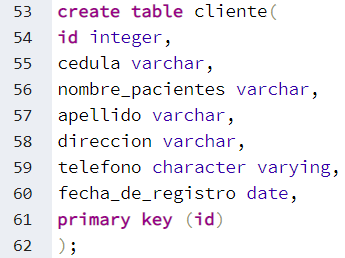 53 create table cliente(
54 id integer,
55 cedula varchar,
56 nombre_pacientes varchar,
57 apellido varchar,
58 direccion varchar,
59 telefono character varying,
60 fecha_de_registro date,
61 primary key (id)
62 );